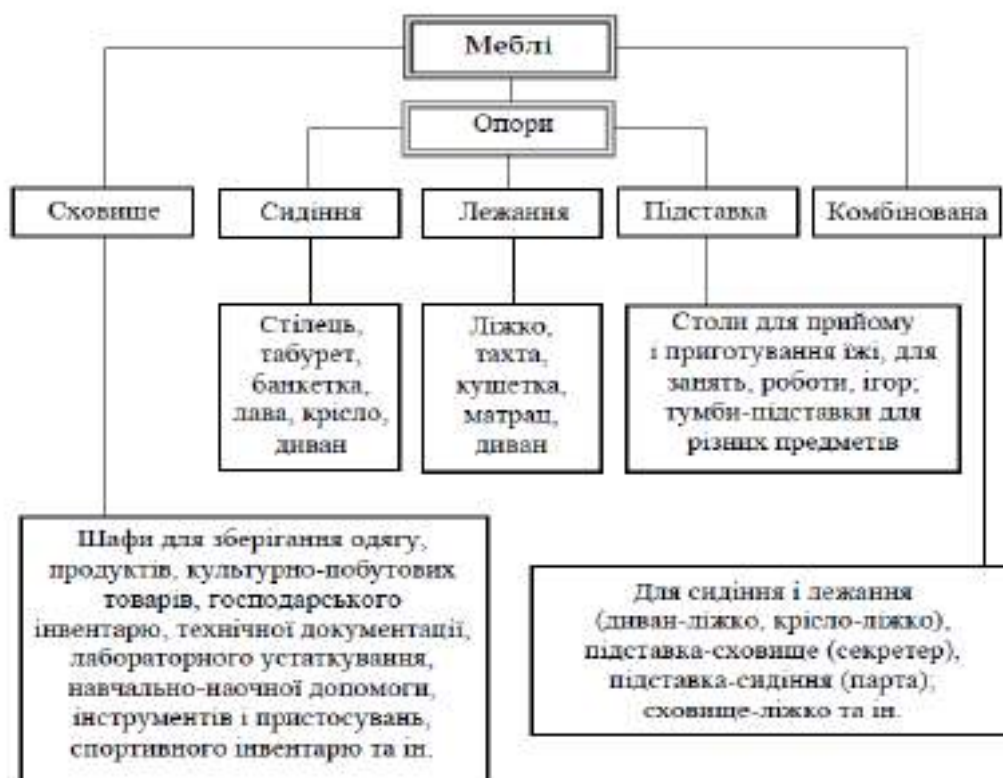 Меблі
Опори
Сховище
Сидіння
Лежання
Підставка
Комбінована
Стілець,
табурет,
банкетка,
лава, крісло,
диван
Ліжко,
тахта,
кушетка,
матрац,
диван
Столи для прийому
і приготування їжі, для
занять, роботи, ігор;
тумби-підставки для
різних предметів
Шафи для зберігання одягу,
продуктів, культурно-побутових
товарів, господарського
інвентарю, технічної документації,
лабораторного устаткування,
навчально-наочної допомоги,
інструментів і пристосувань,
спортивного інвентарю та ін.
Для сидіння і лежання
(диван-ліжко, крісло-ліжко),
підставка-сховище (секретер),
підставка-сидіння (парта);
сховище-ліжко та ін.